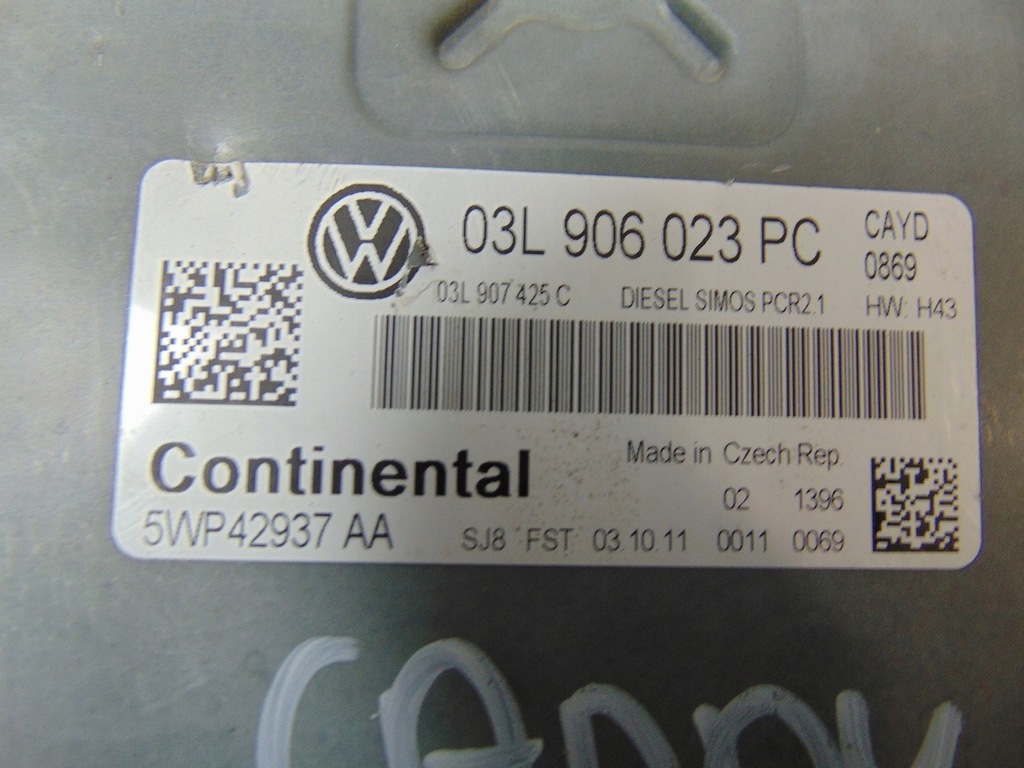 03L 906 023 PC CAYD
0869
03L 907 425 C DIESEL SIMOS PCR2.1 HW: H43
Continental Made in Czech Rep.
02 1396
5WP42937 AA SJ8 FST 03.10.11 0011 0069
CADDY